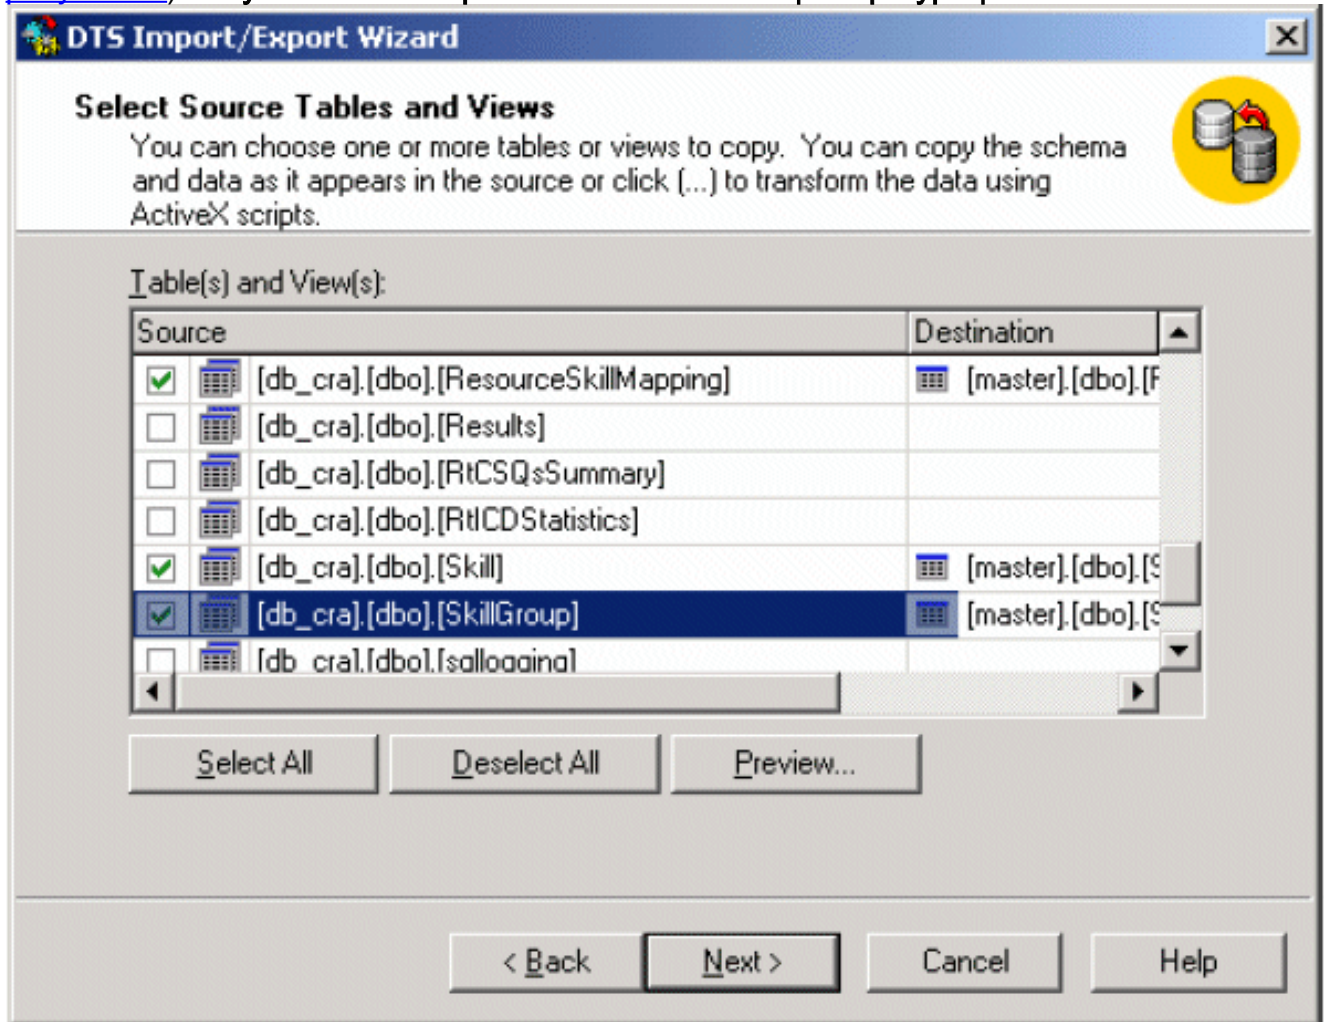 DTS Import/Export Wizard
Select Source Tables and Views
You can choose one or more tables or views to copy. You can copy the schema
and data as it appears in the source or click (...) to transform the data using
ActiveX scripts.
Table(s) and View(s):
Source Destination
[db_cra].[dbo].[ResourceSkillMapping] [master].[dbo].[R
[db_cra].[dbo].[Results]
[db_cra].[dbo].[RtCSQsSummary]
[db_cra].[dbo].[RtICDStatistics]
[db_cra].[dbo].[Skill] [master].[dbo].[S
[db_cra].[dbo].[SkillGroup] [master].[dbo].[S
[db_cra].[dbo].[sqllogging]
Select All Deselect All Preview...
< Back Next > Cancel Help